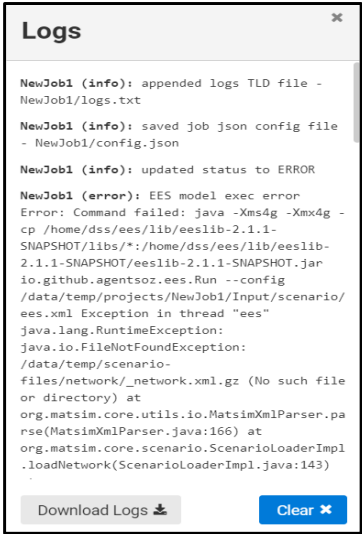 Logs
NewJob1 (info): appended logs TLD file -
NewJob1/logs.txt
NewJob1 (info): saved job json config file
- NewJob1/config.json
NewJob1 (info): updated status to ERROR
NewJob1 (error): EES model exec error
Error: Command failed: java -Xms4g -Xmx4g -
cp /home/dss/ees/lib/eeslib-2.1.1-
SNAPSHOT/libs/*:/home/dss/ees/lib/eeslib-
2.1.1-SNAPSHOT/eeslib-2.1.1-SNAPSHOT.jar
io.github.agentsoz.ees.Run --config
/data/temp/projects/NewJob1/Input/scenario/
ees.xml Exception in thread "ees"
java.lang.RuntimeException:
java.io.FileNotFoundException:
/data/temp/scenario-
files/network/_network.xml.gz (No such file
or directory) at
org.matsim.core.utils.io.MatsimXmlParser.pa
rse(MatsimXmlParser.java:166) at
org.matsim.core.scenario.ScenarioLoaderImpl
.loadNetwork(ScenarioLoaderImpl.java:143)
Download Logs
Clear